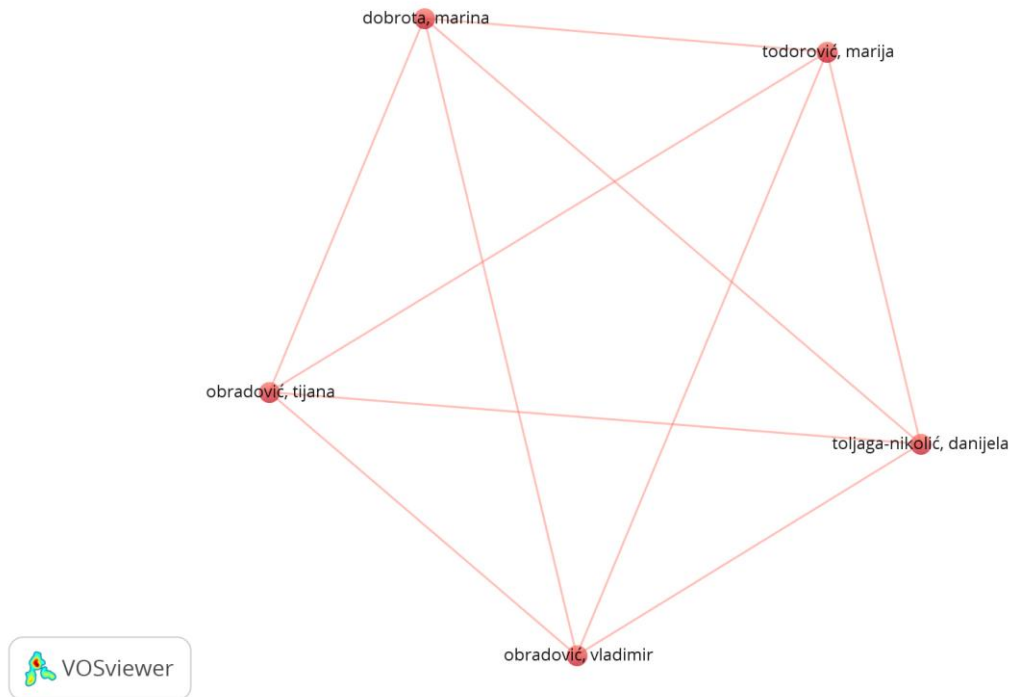 dobrota, marina
todorović, marija
obradović, tijana
toljaga-nikolić, danijela
obradović, vladimir
VOSviewer